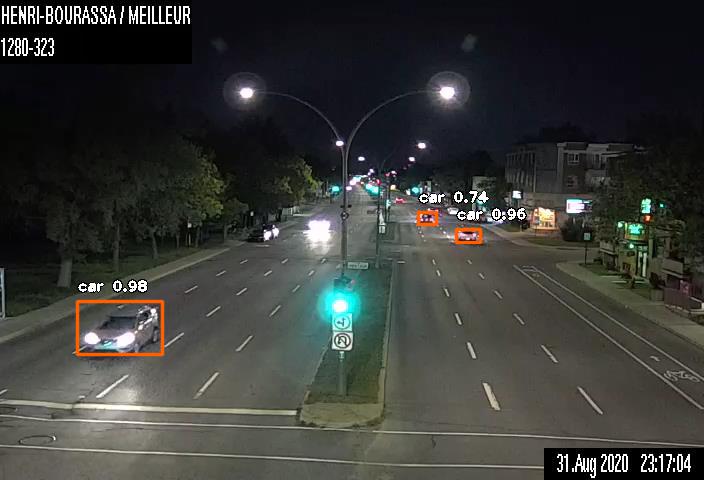 HENRI-BOURASSA / MEILLEUR
1280-323
car 0.74
car 0.96
car 0.98
31.Aug 2020 23:17:04